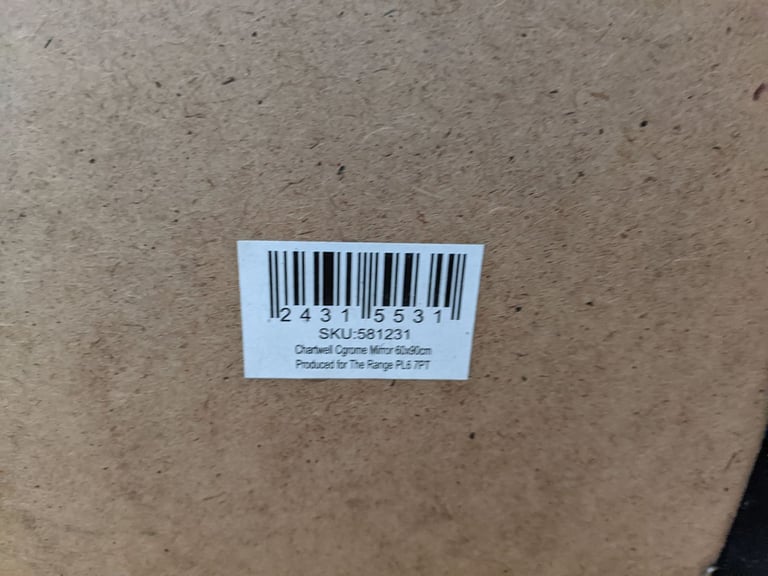 2431 5531
SKU:581231
Chartwell Cgrome Mirror 60x90cm
Produced for The Range PL6 7PT